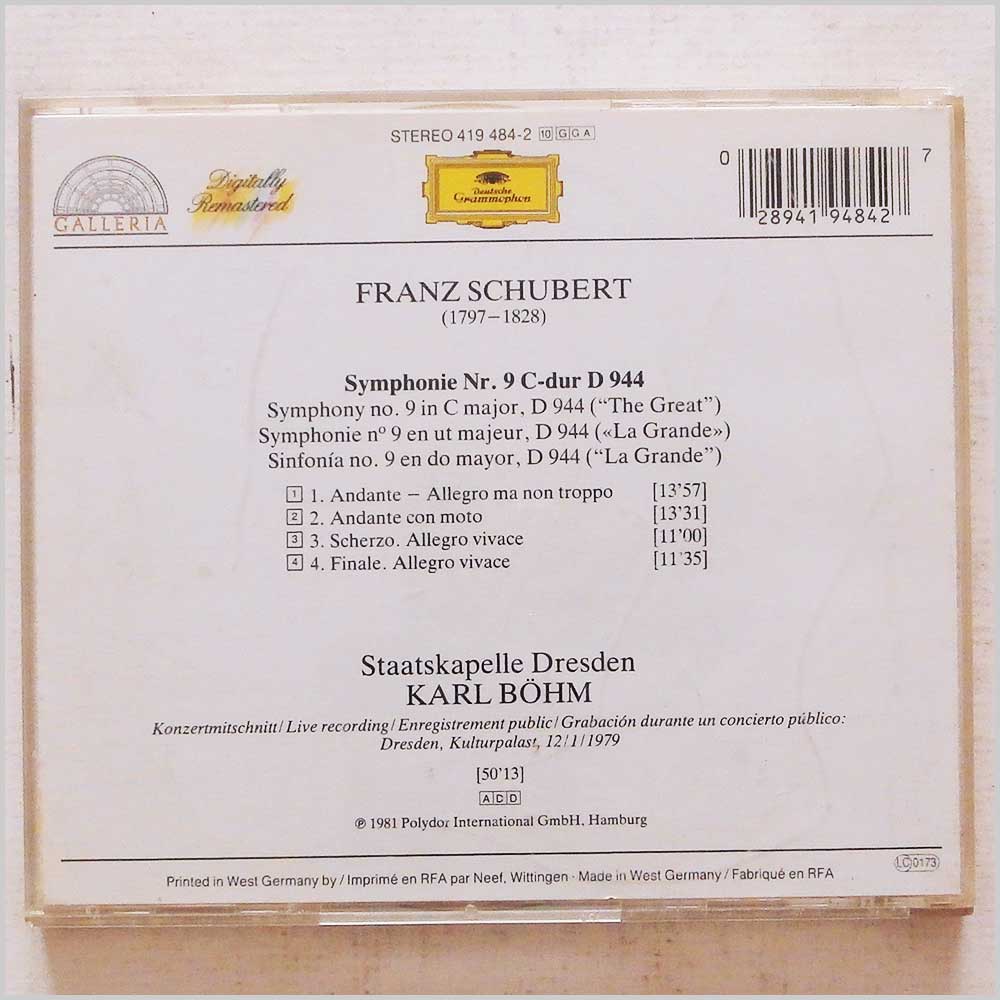 STEREO 419 484-2 10 G G A
GALLERIA
Digitally
Remastered
Deutsche
Grammophon
0 28941 94842 7
FRANZ SCHUBERT
(1797–1828)
Symphonie Nr. 9 C-dur D 944
Symphony no. 9 in C major, D 944 (“The Great”)
Symphonie nº 9 en ut majeur, D 944 («La Grande»)
Sinfonía no. 9 en do mayor, D 944 (“La Grande”)
1 1. Andante – Allegro ma non troppo [13'57]
2 2. Andante con moto [13'31]
3 3. Scherzo. Allegro vivace [11'00]
4 4. Finale. Allegro vivace [11'35]
Staatskapelle Dresden
KARL BÖHM
Konzertmitschnitt/Live recording/Enregistrement public/Grabación durante un concierto público:
Dresden, Kulturpalast, 12/1/1979
[50'13]
A D D
℗ 1981 Polydor International GmbH, Hamburg
LC 0173
Printed in West Germany by/Imprimé en RFA par Neef, Wittingen · Made in West Germany/Fabriqué en RFA